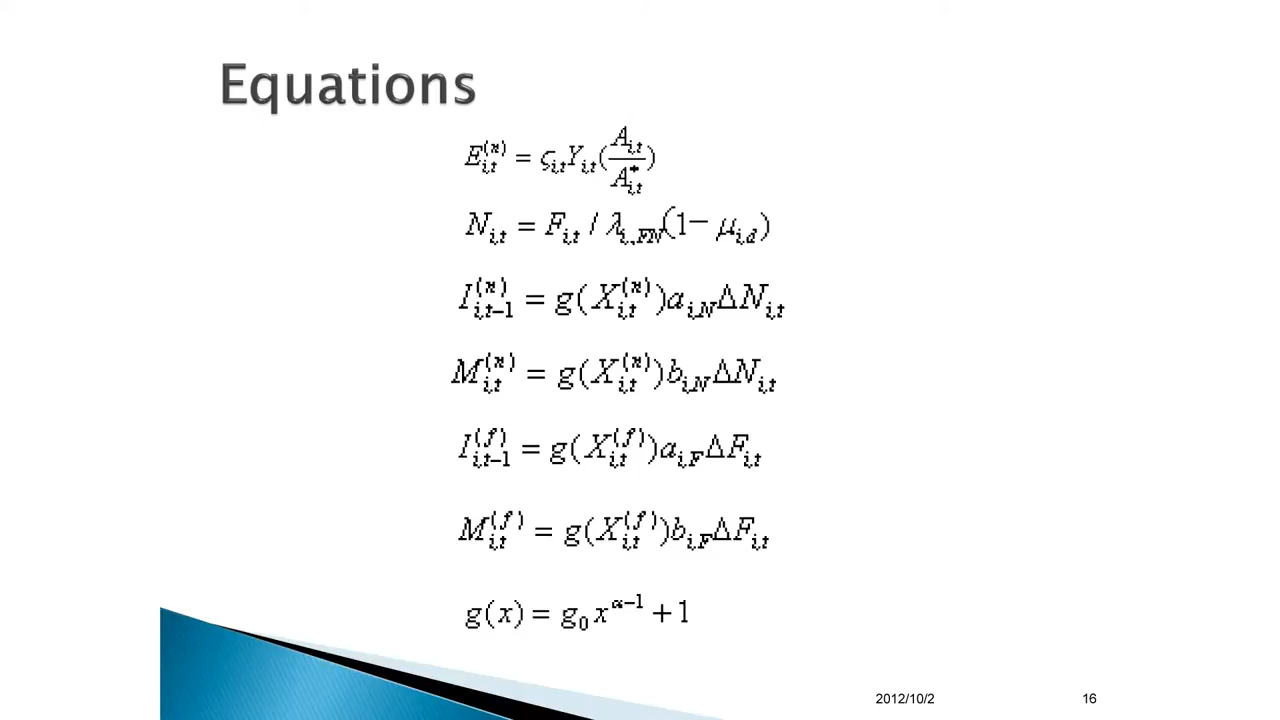 Equations
E_{i,t}^{(n)} = ς_{i,t}Y_{i,t}(\frac{A_{i,t}}{A_{i,t}^{*}})
N_{i,t} = F_{i,t} / λ_{i,,FN}(1− μ_{i,d})
I_{i,t−1}^{(n)} = g(X_{i,t}^{(n)})a_{i,N}ΔN_{i,t}
M_{i,t}^{(n)} = g(X_{i,t}^{(n)})b_{i,N}ΔN_{i,t}
I_{i,t−1}^{(f)} = g(X_{i,t}^{(f)})a_{i,F}ΔF_{i,t}
M_{i,t}^{(f)} = g(X_{i,t}^{(f)})b_{i,F}ΔF_{i,t}
g(x) = g_0 x^{α−1} + 1
2012/10/2 16